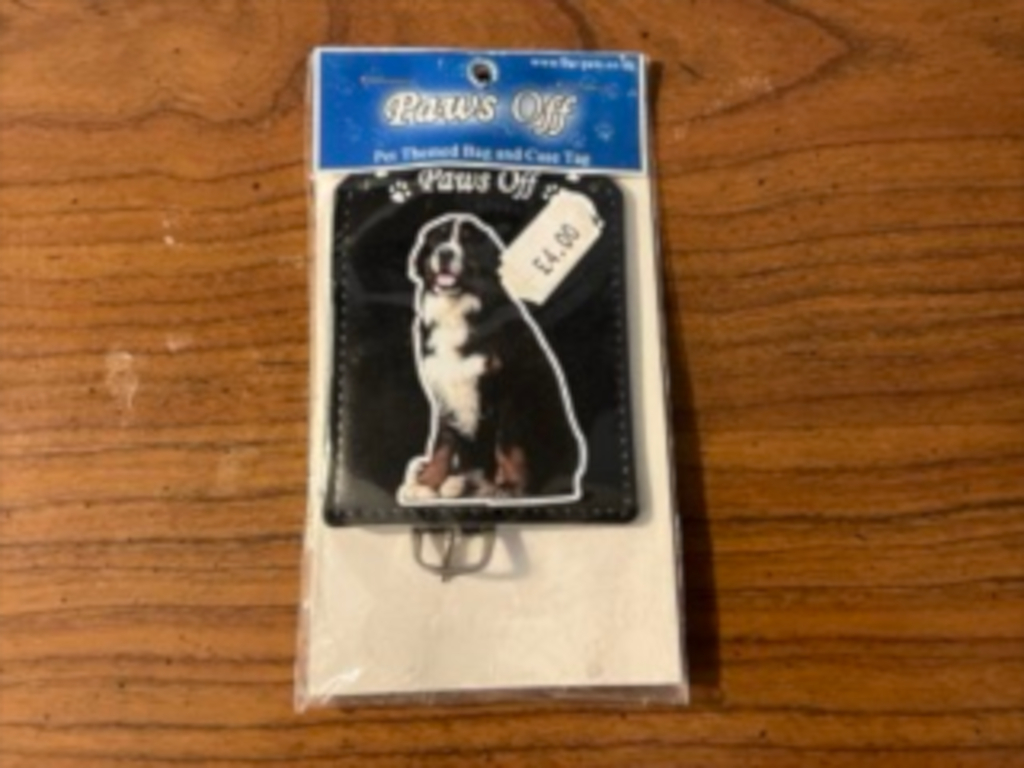 Paws Off
Pet Themed Bag and Case Tag
Paws Off
£4.00